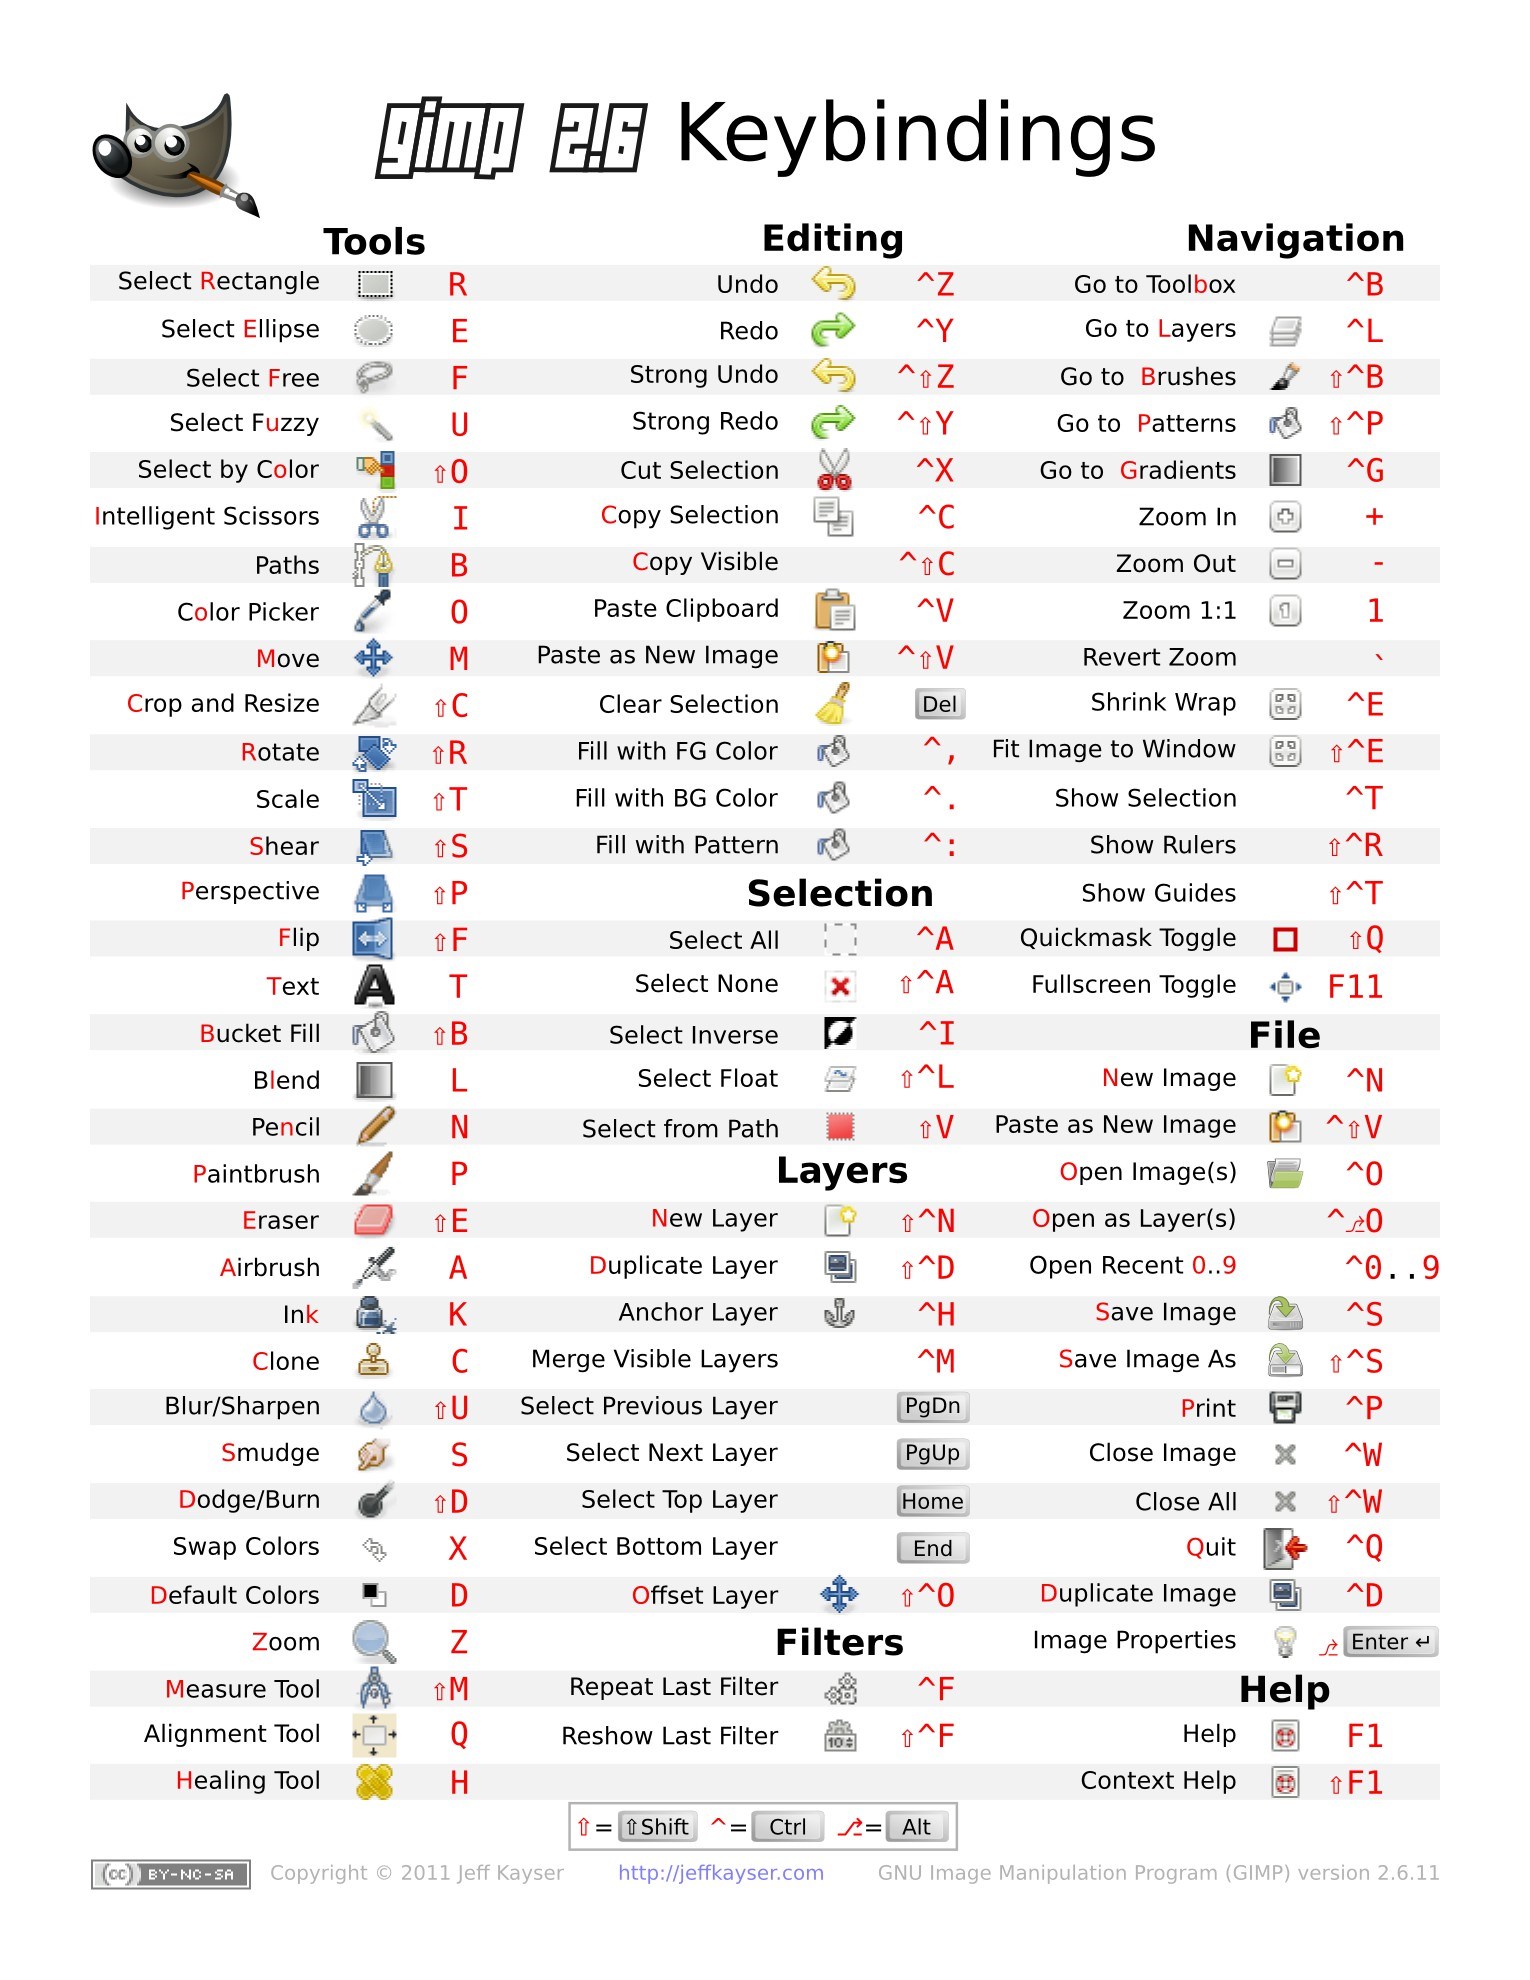 gimp 2.6 Keybindings
Tools
Select Rectangle R
Select Ellipse E
Select Free F
Select Fuzzy U
Select by Color ⇧O
Intelligent Scissors I
Paths B
Color Picker O
Move M
Crop and Resize ⇧C
Rotate ⇧R
Scale ⇧T
Shear ⇧S
Perspective ⇧P
Flip ⇧F
Text T
Bucket Fill ⇧B
Blend L
Pencil N
Paintbrush P
Eraser ⇧E
Airbrush A
Ink K
Clone C
Blur/Sharpen ⇧U
Smudge S
Dodge/Burn ⇧D
Swap Colors X
Default Colors D
Zoom Z
Measure Tool ⇧M
Alignment Tool Q
Healing Tool H
Editing
Undo ^Z
Redo ^Y
Strong Undo ^⇧Z
Strong Redo ^⇧Y
Cut Selection ^X
Copy Selection ^C
Copy Visible ^⇧C
Paste Clipboard ^V
Paste as New Image ^⇧V
Clear Selection Del
Fill with FG Color ^,
Fill with BG Color ^.
Fill with Pattern ^:
Selection
Select All ^A
Select None ⇧^A
Select Inverse ^I
Select Float ⇧^L
Select from Path ⇧V
Layers
New Layer ⇧^N
Duplicate Layer ⇧^D
Anchor Layer ^H
Merge Visible Layers ^M
Select Previous Layer PgDn
Select Next Layer PgUp
Select Top Layer Home
Select Bottom Layer End
Offset Layer ⇧^O
Filters
Repeat Last Filter ^F
Reshow Last Filter ⇧^F
Navigation
Go to Toolbox ^B
Go to Layers ^L
Go to Brushes ⇧^B
Go to Patterns ⇧^P
Go to Gradients ^G
Zoom In +
Zoom Out -
Zoom 1:1 1
Revert Zoom `
Shrink Wrap ^E
Fit Image to Window ⇧^E
Show Selection ^T
Show Rulers ⇧^R
Show Guides ⇧^T
Quickmask Toggle ⇧Q
Fullscreen Toggle F11
File
New Image ^N
Paste as New Image ^⇧V
Open Image(s) ^O
Open as Layer(s) ^⎇O
Open Recent 0..9 ^0..9
Save Image ^S
Save Image As ⇧^S
Print ^P
Close Image ^W
Close All ⇧^W
Quit ^Q
Duplicate Image ^D
Image Properties ⎇ Enter ↵
Help
Help F1
Context Help ⇧F1
⇧= ⇧Shift ^= Ctrl ⎇= Alt
(cc) BY-NC-SA Copyright © 2011 Jeff Kayser http://jeffkayser.com GNU Image Manipulation Program (GIMP) version 2.6.11